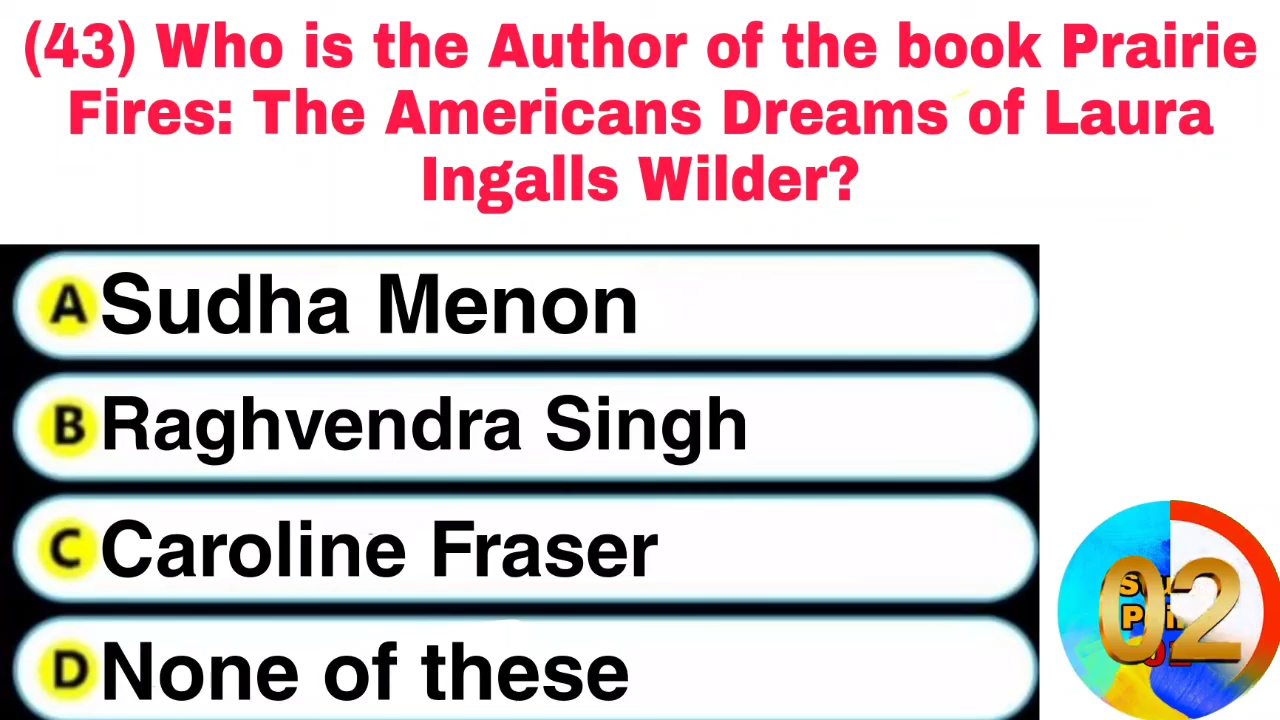 (43) Who is the Author of the book Prairie
Fires: The Americans Dreams of Laura
Ingalls Wilder?
A Sudha Menon
B Raghvendra Singh
C Caroline Fraser
D None of these
02